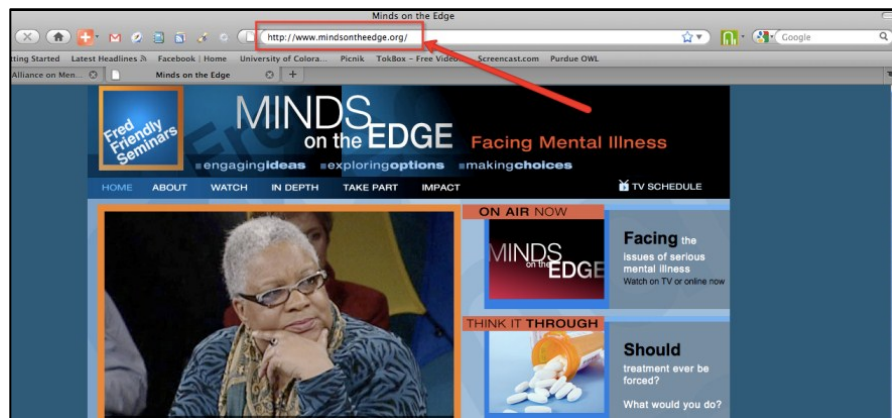 Minds on the Edge
http://www.mindsontheedge.org/
Google
tting Started Latest Headlines Facebook Home University of Colora... Picnik TokBox - Free Video Screencast.com Purdue OWL
Alliance on Men... Minds on the Edge
Fred
Friendly
Seminars
MINDS
on the EDGE Facing Mental Illness
engagingideas exploringoptions makingchoices
HOME ABOUT WATCH IN DEPTH TAKE PART IMPACT TV SCHEDULE
ON AIR NOW
MINDS
on the EDGE
Facing the
issues of serious
mental illness
Watch on TV or online now
THINK IT THROUGH
Should
treatment ever be
forced?
What would you do?